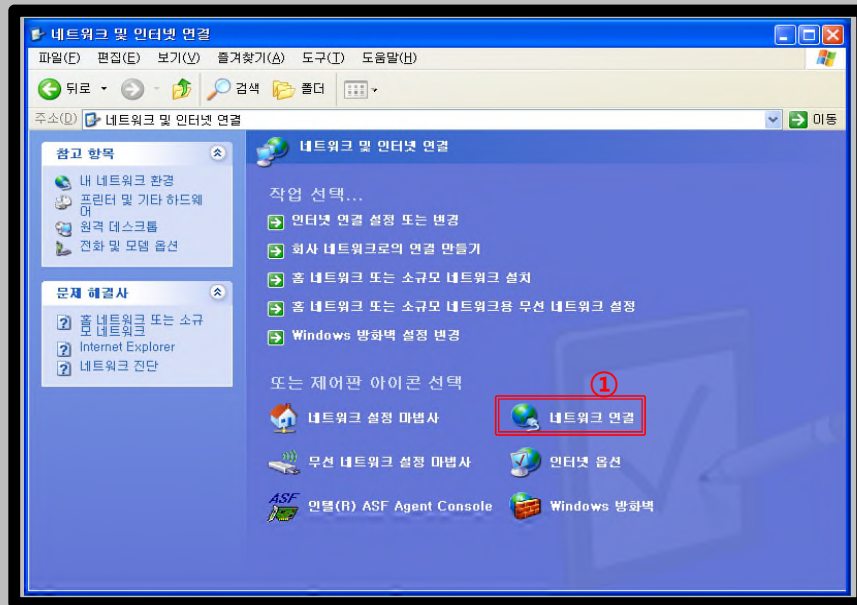 네트워크 및 인터넷 연결
파일(F) 편집(E) 보기(V) 즐겨찾기(A) 도구(T) 도움말(H)
뒤로 검색 폴더
주소(D) 네트워크 및 인터넷 연결 이동
참고 항목
내 네트워크 환경
프린터 및 기타 하드웨
어
원격 데스크톱
전화 및 모뎀 옵션
문제 해결사
홈 네트워크 또는 소규
모 네트워크
Internet Explorer
네트워크 진단
네트워크 및 인터넷 연결
작업 선택...
인터넷 연결 설정 또는 변경
회사 네트워크로의 연결 만들기
홈 네트워크 또는 소규모 네트워크 설치
홈 네트워크 또는 소규모 네트워크용 무선 네트워크 설정
Windows 방화벽 설정 변경
또는 제어판 아이콘 선택
①
네트워크 설정 마법사 네트워크 연결
무선 네트워크 설정 마법사 인터넷 옵션
ASF 인텔(R) ASF Agent Console Windows 방화벽